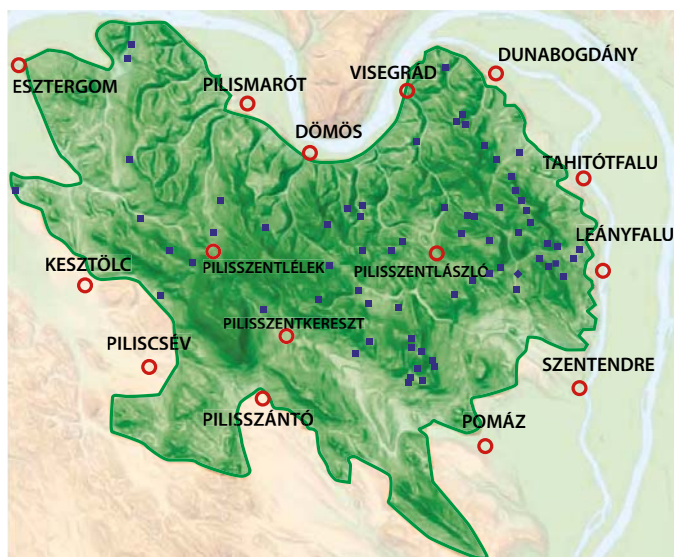 DUNABOGDÁNY
ESZTERGOM
PILISMARÓT
VISEGRÁD
DÖMÖS
TAHITÓTFALU
LEÁNYFALU
KESZTÖLC
PILISSZENTLÉLEK
PILISSZENTLÁSZLÓ
PILISSZENTKERESZT
PILISCSÉV
SZENTENDRE
PILISSZÁNTÓ
POMÁZ